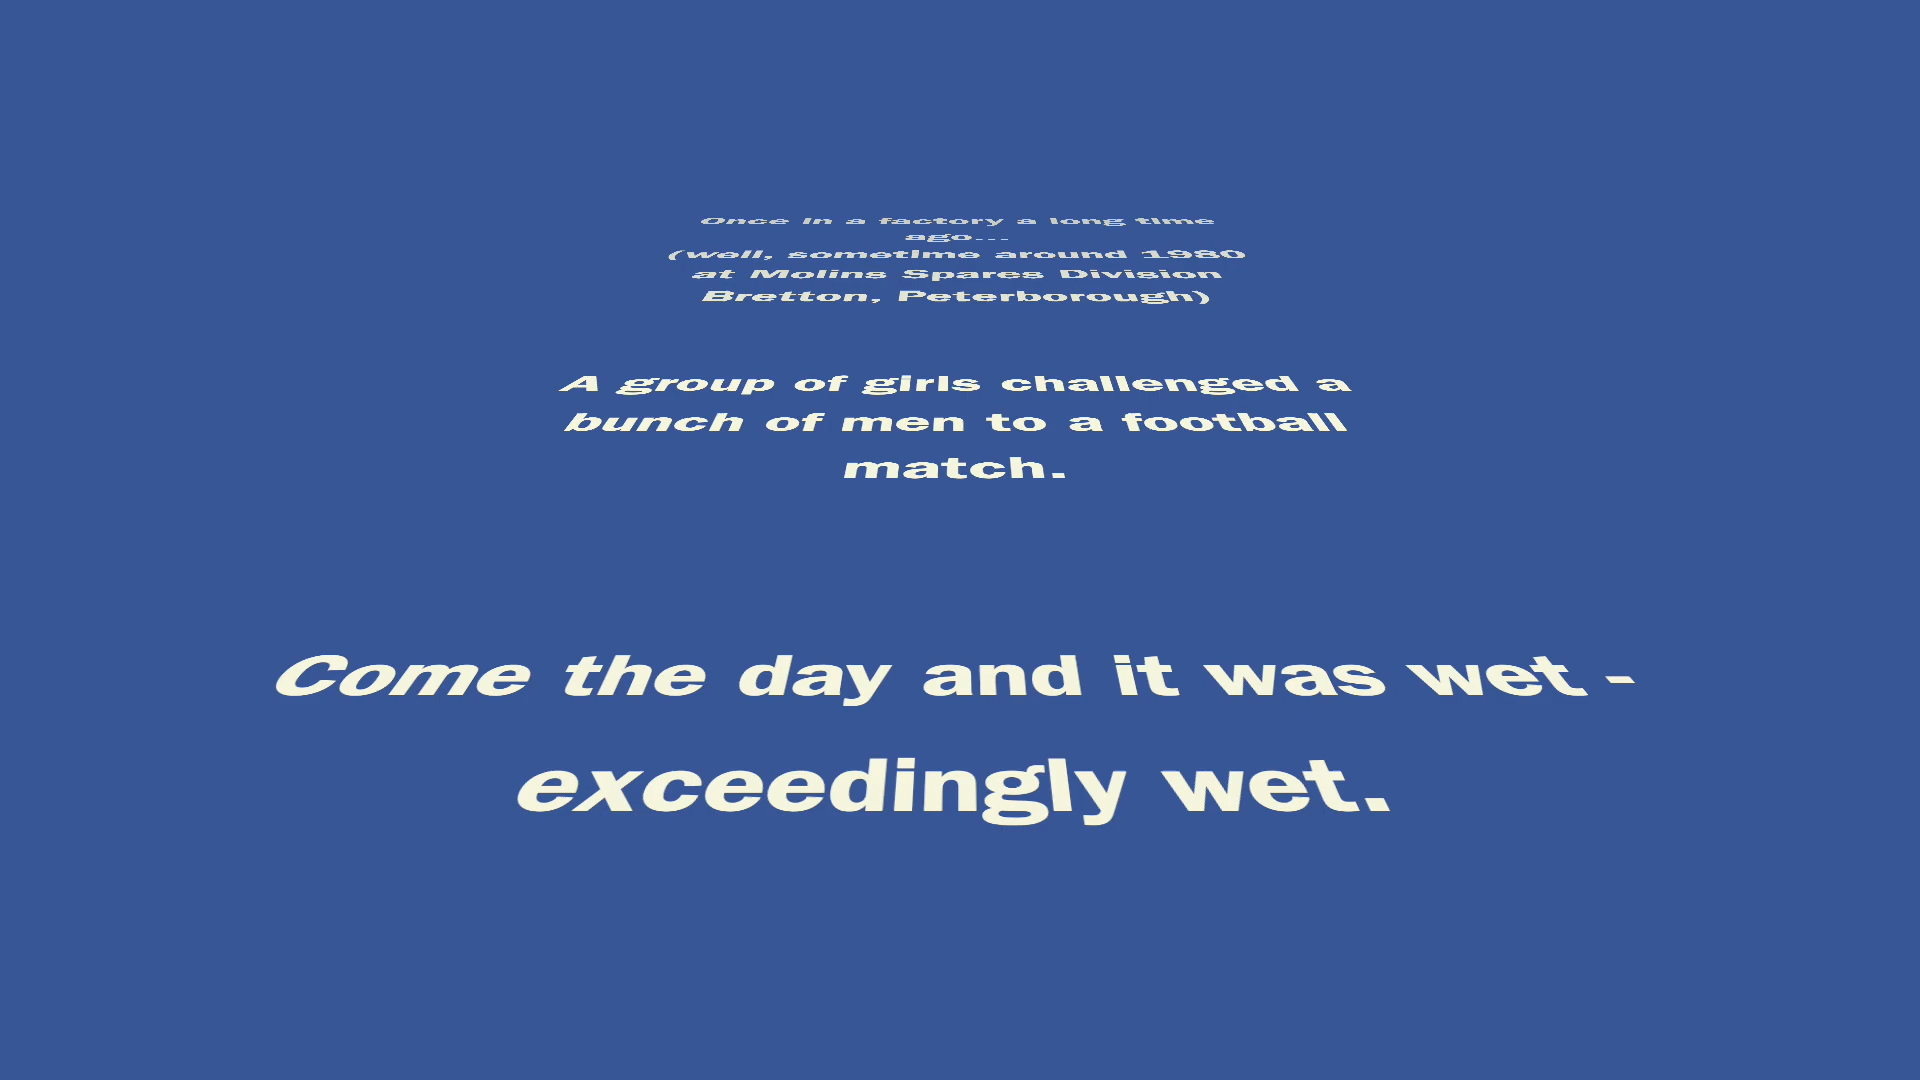 Once in a factory a long time
ago...
(well, sometime around 1980
at Molins Spares Division
Bretton, Peterborough)
A group of girls challenged a
bunch of men to a football
match.
Come the day and it was wet -
exceedingly wet.